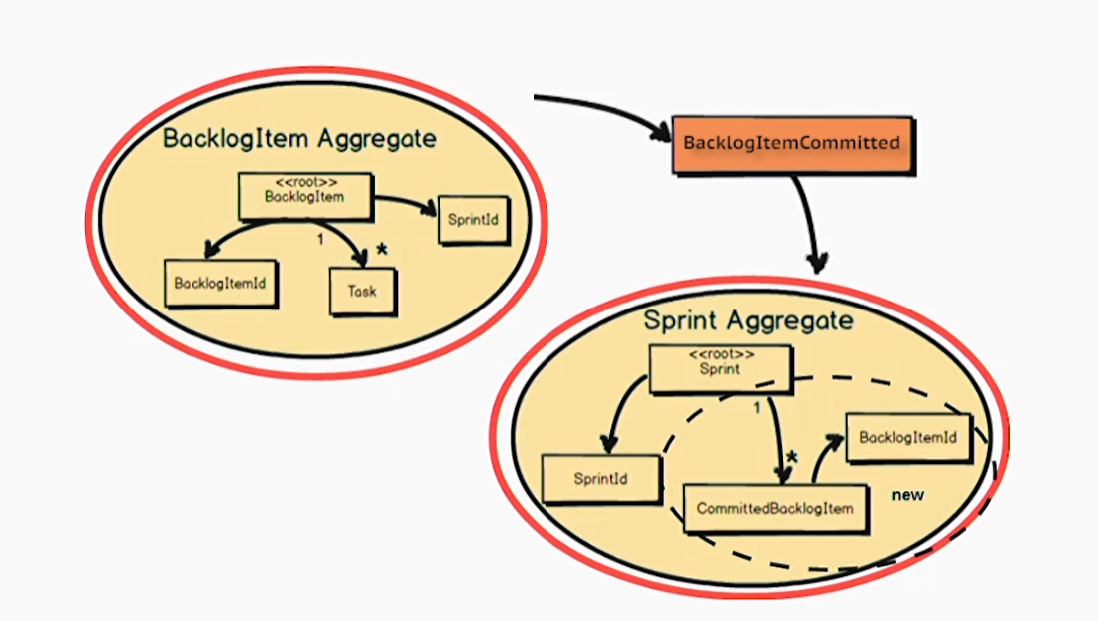 BacklogItem Aggregate
<<root>>
BacklogItem
SprintId
1
*
BacklogItemId
Task
BacklogItemCommitted
Sprint Aggregate
<<root>>
Sprint
1
*
BacklogItemId
SprintId
CommittedBacklogItem
new